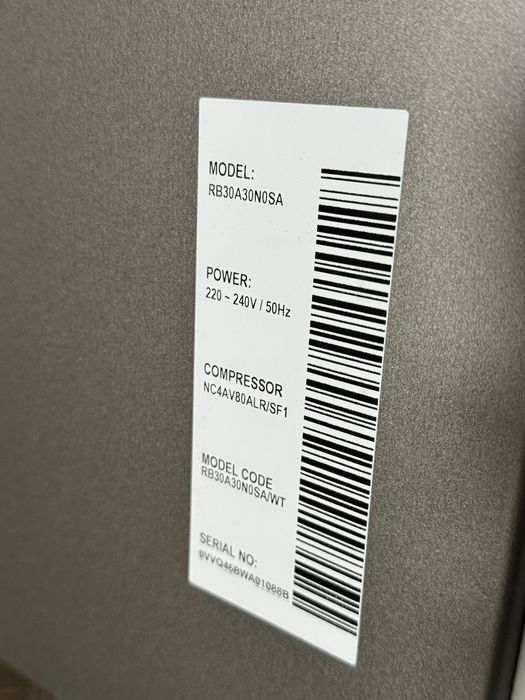 MODEL:
RB30A30N0SA
POWER:
220 ~ 240V / 50Hz
COMPRESSOR
NC4AV80ALR/SF1
MODEL CODE
RB30A30N0SA/WT
SERIAL NO:
0VVQ46BWA01088B